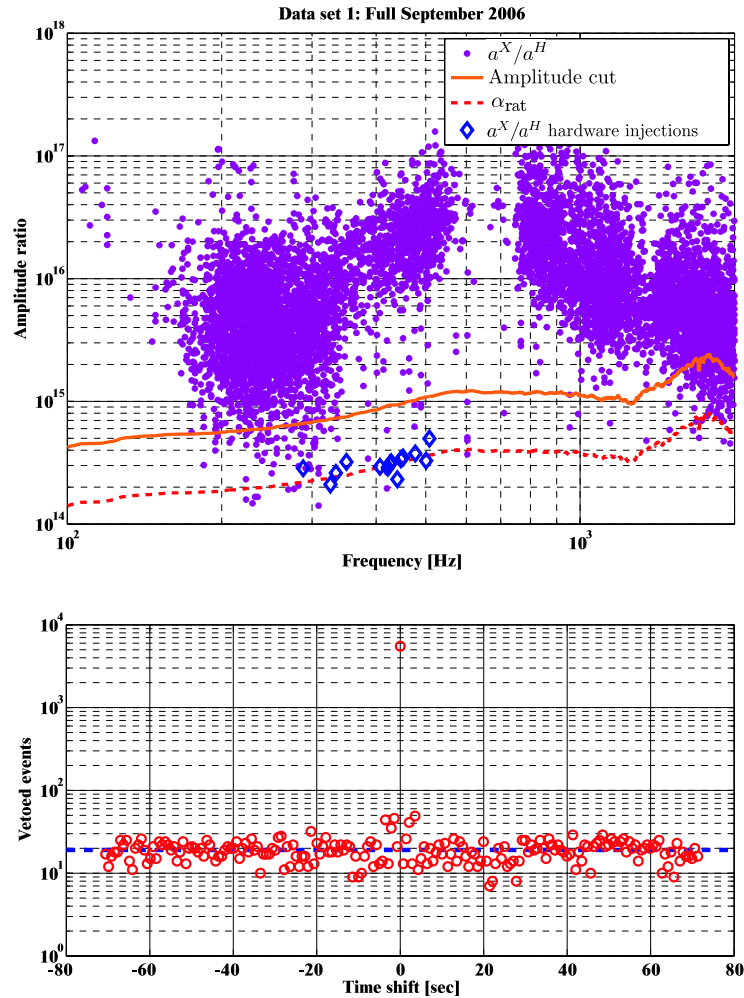 Data set 1: Full September 2006
10^18
10^17
10^16
10^15
10^14
Amplitude ratio
a^X/a^H
Amplitude cut
α_rat
a^X/a^H hardware injections
10^2
10^3
Frequency [Hz]
10^4
10^3
10^2
10^1
10^0
Vetoed events
-80 -60 -40 -20 0 20 40 60 80
Time shift [sec]